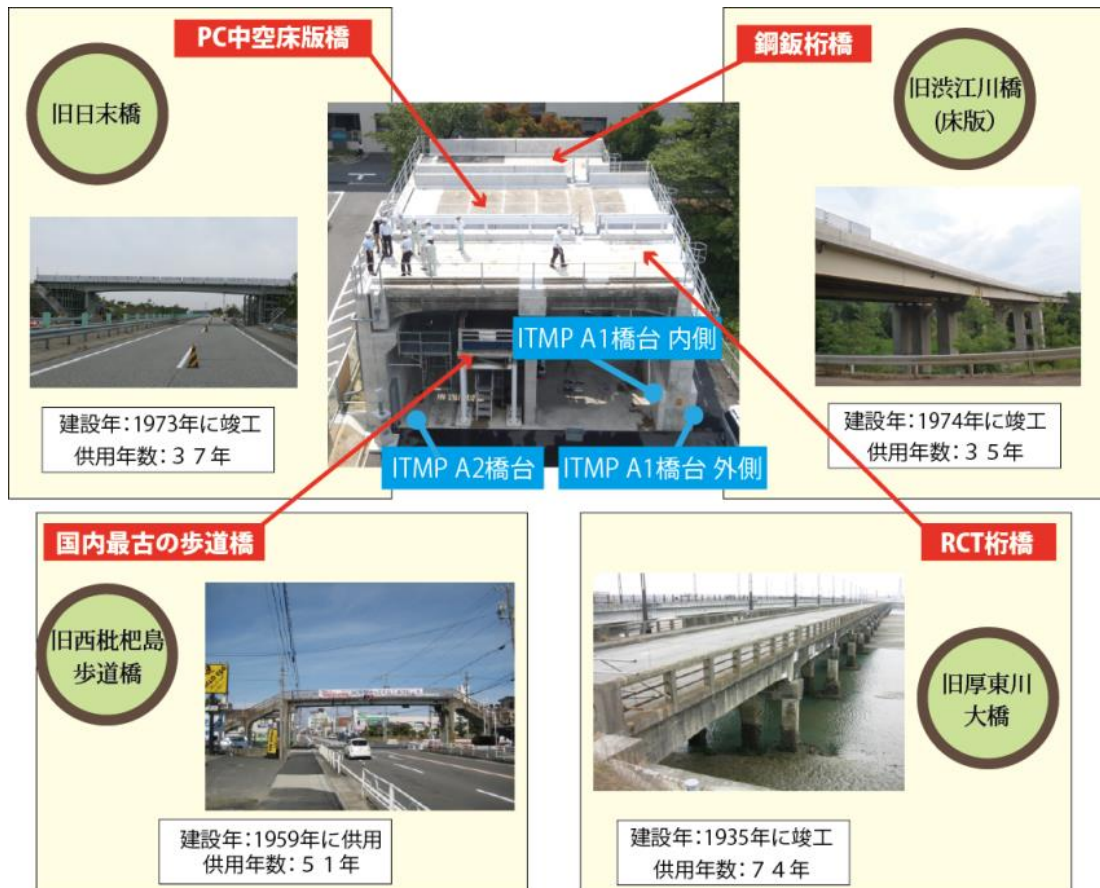 PC中空床版橋
旧日末橋
建設年：1973年に竣工
供用年数：３７年
鋼鈑桁橋
旧渋江川橋
(床版）
建設年：1974年に竣工
供用年数：３５年
ITMP A1橋台 内側
ITMP A2橋台
ITMP A1橋台 外側
国内最古の歩道橋
旧西枇杷島
歩道橋
建設年：1959年に供用
供用年数：５１年
RCT桁橋
旧厚東川
大橋
建設年：1935年に竣工
供用年数：７４年